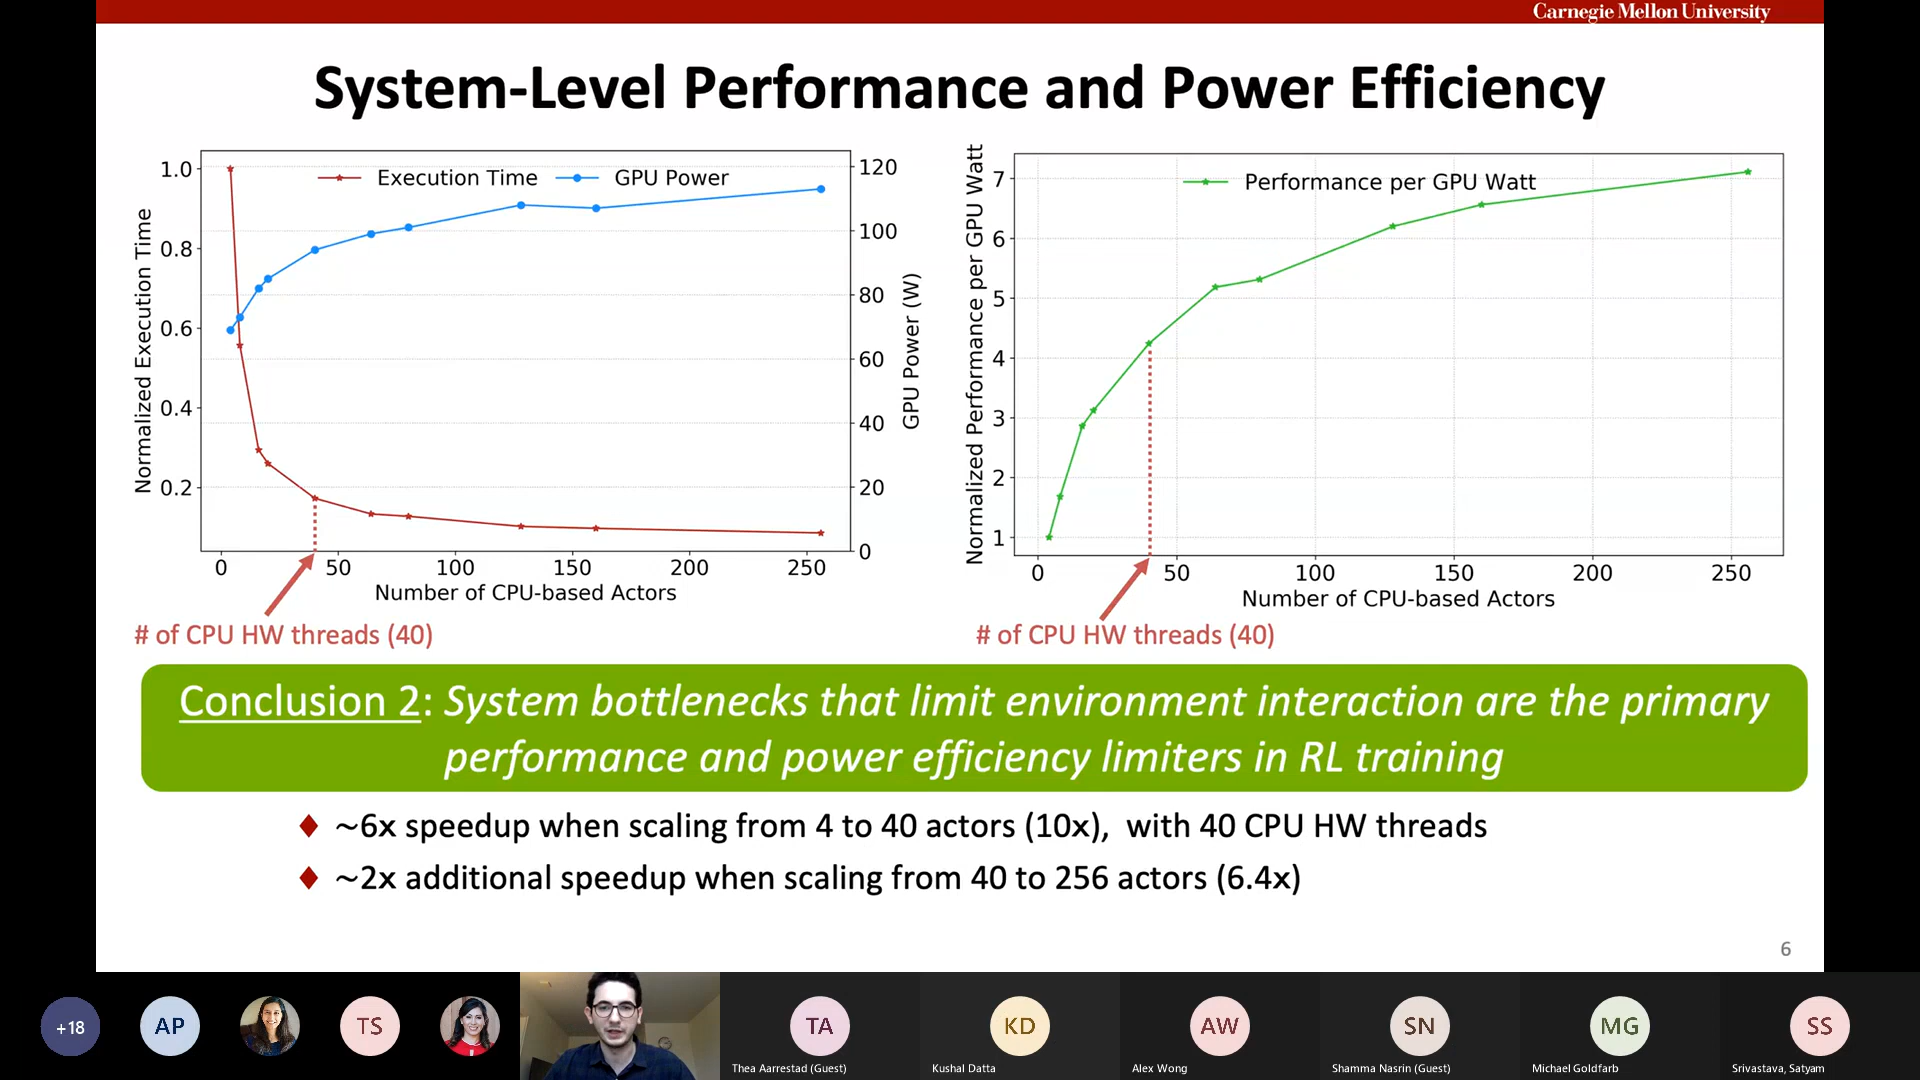 Carnegie Mellon University
System-Level Performance and Power Efficiency
Execution Time
GPU Power
1.0
0.8
0.6
0.4
0.2
Normalized Execution Time
120
100
80
60
40
20
0
GPU Power (W)
0 50 100 150 200 250
Number of CPU-based Actors
# of CPU HW threads (40)
Performance per GPU Watt
7
6
5
4
3
2
1
Normalized Performance per GPU Watt
0 50 100 150 200 250
Number of CPU-based Actors
# of CPU HW threads (40)
Conclusion 2: System bottlenecks that limit environment interaction are the primary
performance and power efficiency limiters in RL training
~6x speedup when scaling from 4 to 40 actors (10x), with 40 CPU HW threads
~2x additional speedup when scaling from 40 to 256 actors (6.4x)
6
+18
AP
TS
TA
Thea Aarrestad (Guest)
KD
Kushal Datta
AW
Alex Wong
SN
Shamma Nasrin (Guest)
MG
Michael Goldfarb
SS
Srivastava, Satyam